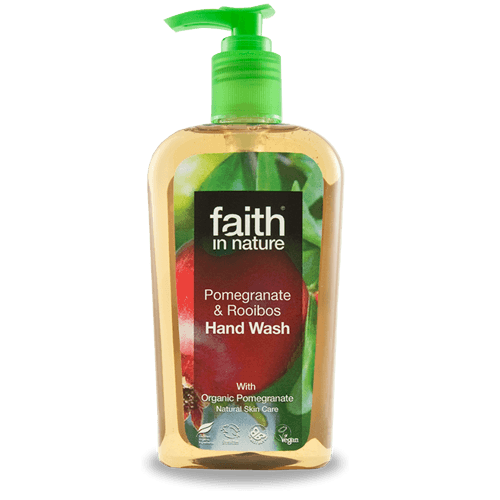 faith®
in nature
Pomegranate
& Rooibos
Hand Wash
With
Organic Pomegranate
Natural Skin Care
Vegan